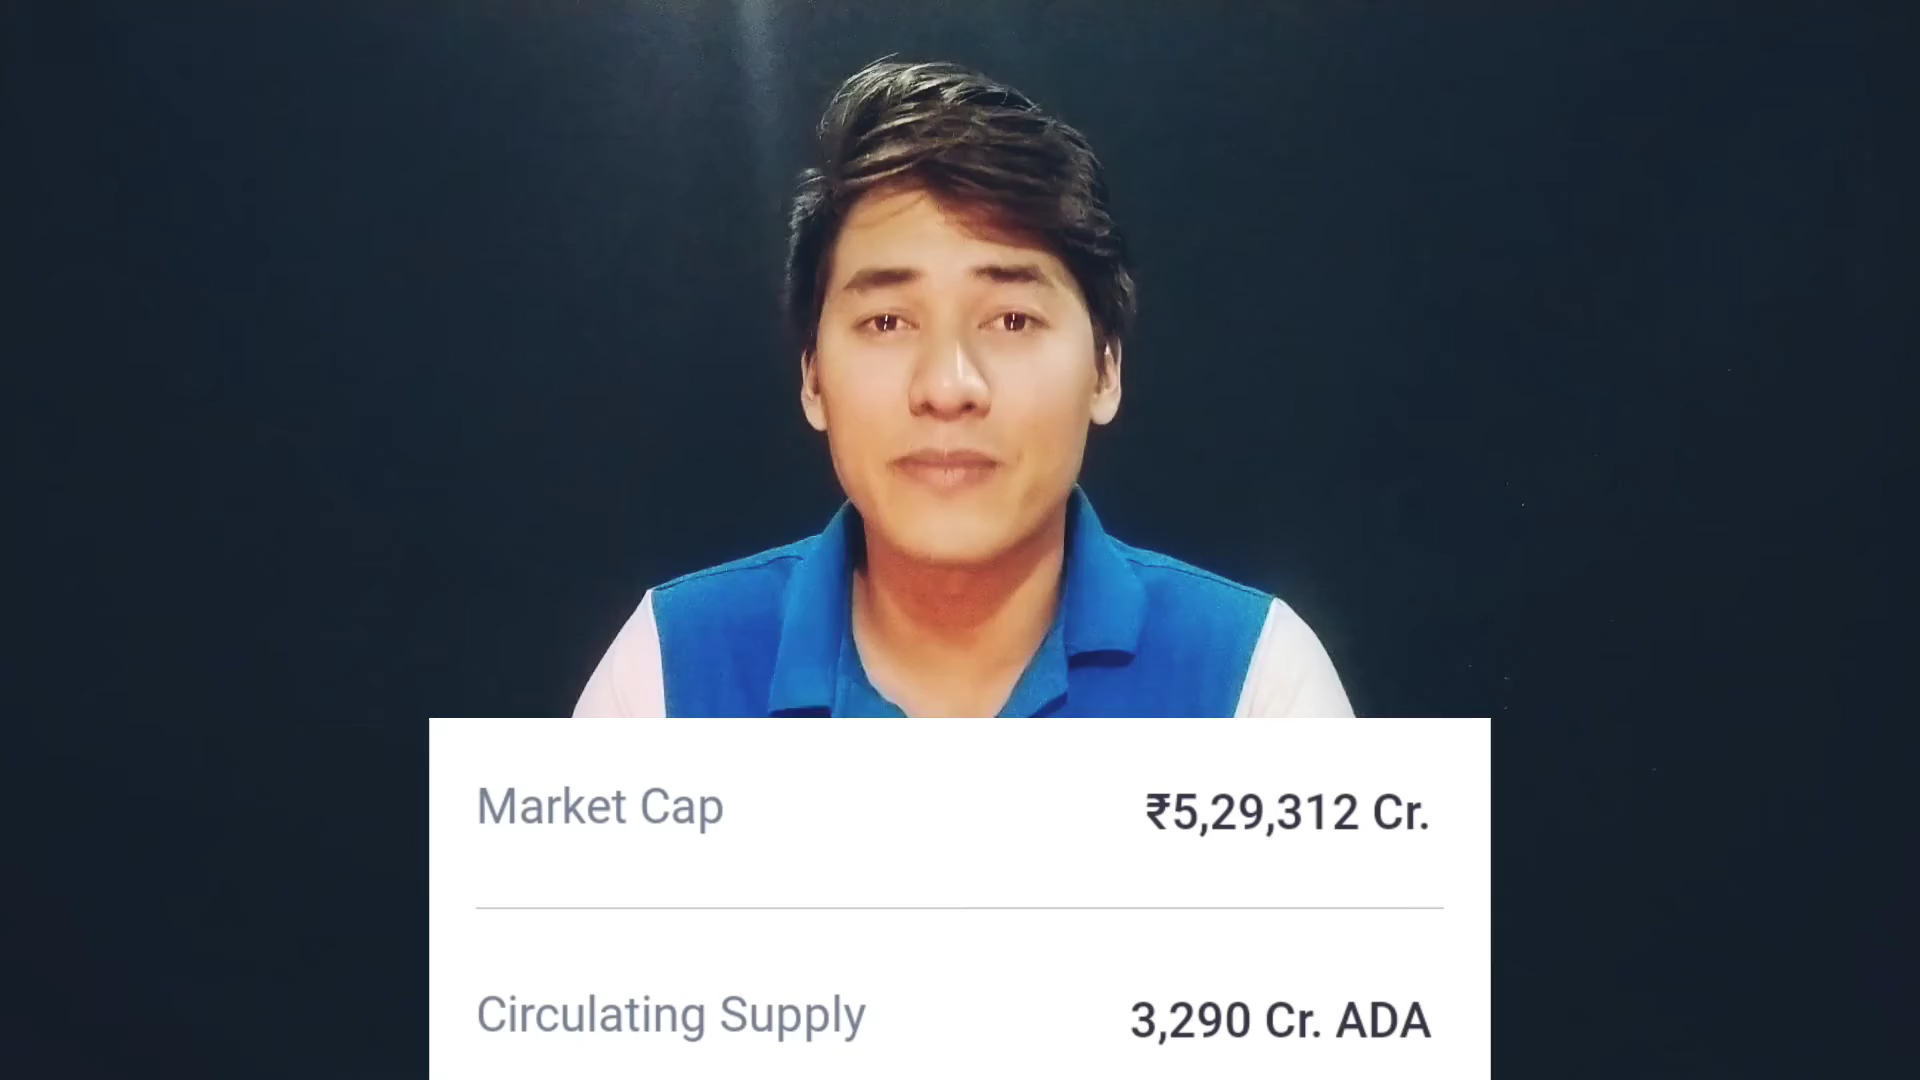 Market Cap ₹5,29,312 Cr.
Circulating Supply 3,290 Cr. ADA